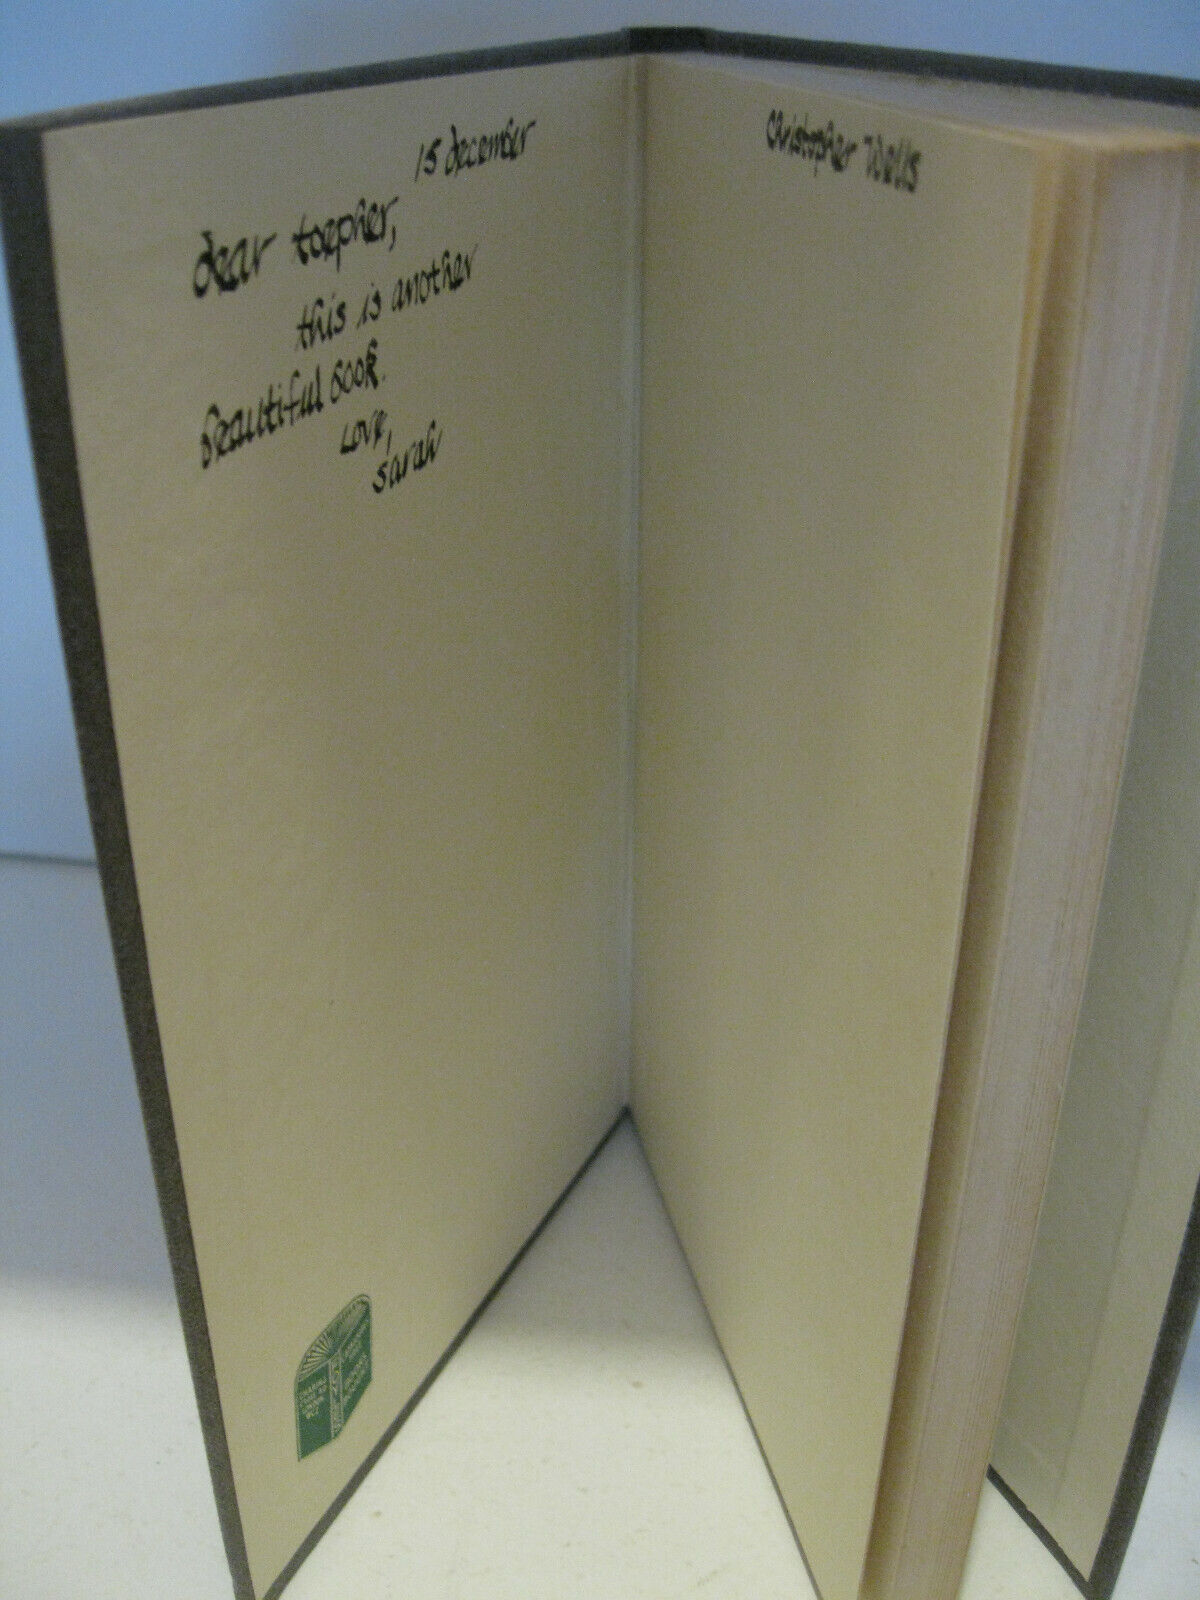 15 december
dear toepher,
this is another
beautiful book.
Love,
sarah
Christopher Wells